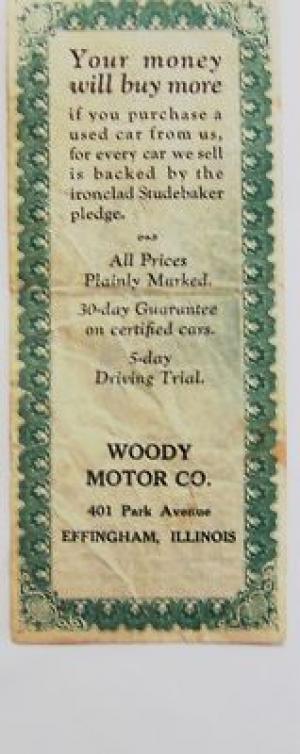 Your money
will buy more
if you purchase a
used car from us,
for every car we sell
is backed by the
ironclad Studebaker
pledge.
All Prices
Plainly Marked.
30-day Guarantee
on certified cars.
5-day
Driving Trial.
WOODY
MOTOR CO.
401 Park Avenue
EFFINGHAM, ILLINOIS